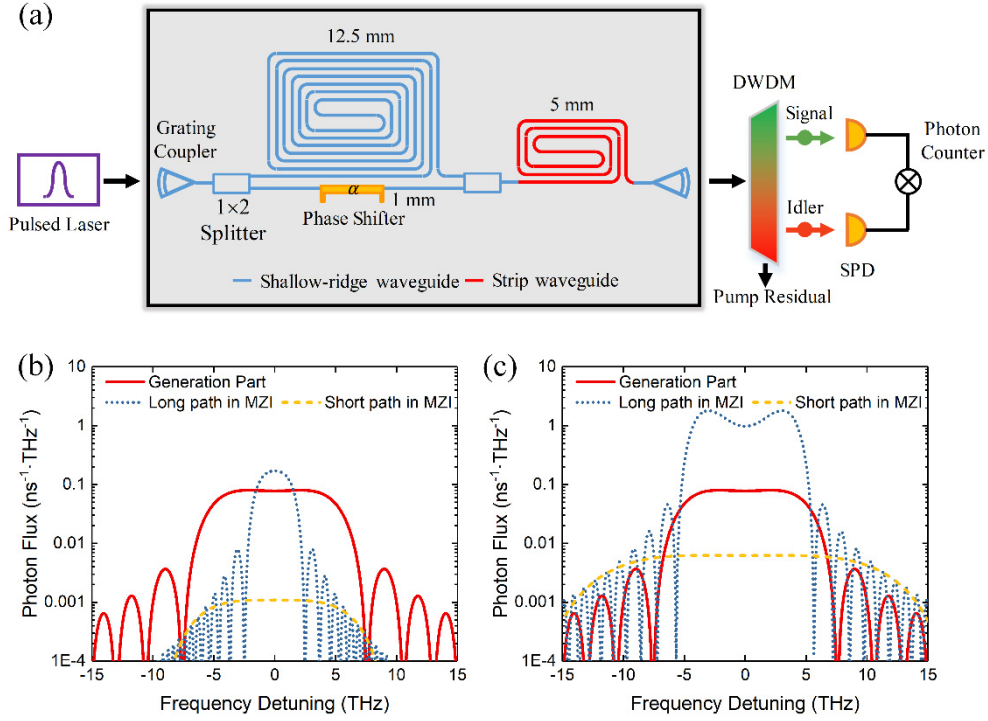 (a)
12.5 mm
5 mm
DWDM
Grating
Coupler
Signal
Photon
Counter
α
1 mm
Pulsed Laser
1×2
Splitter
Phase Shifter
Idler
SPD
Shallow-ridge waveguide
Strip waveguide
Pump Residual
(b)
Generation Part
Long path in MZI
Short path in MZI
Photon Flux (ns⁻¹·THz⁻¹)
10
1
0.1
0.01
0.001
1E-4
-15 -10 -5 0 5 10 15
Frequency Detuning (THz)
(c)
Generation Part
Long path in MZI
Short path in MZI
Photon Flux (ns⁻¹·THz⁻¹)
10
1
0.1
0.01
0.001
1E-4
-15 -10 -5 0 5 10 15
Frequency Detuning (THz)